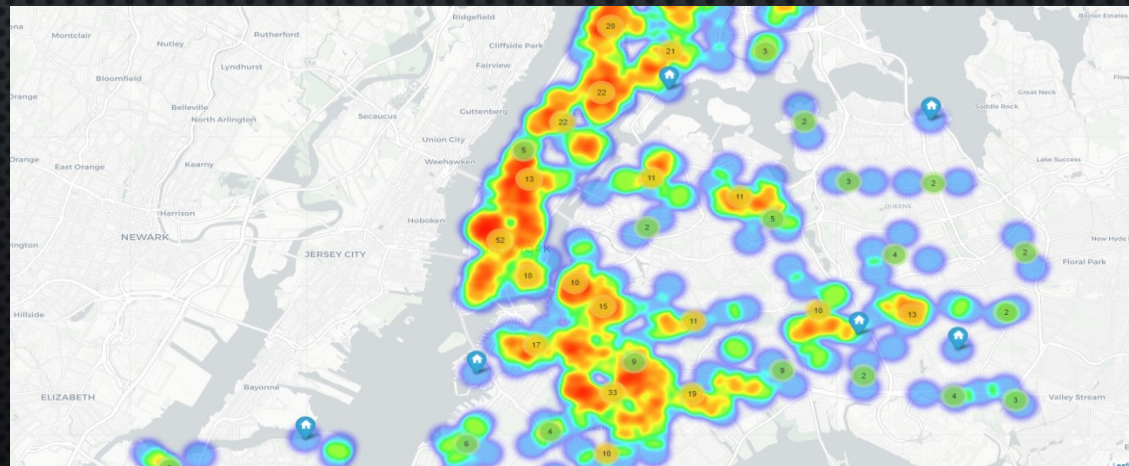 Ridgefield
Baxter Estates
Montclair
Rutherford
Nutley
Cliffside Park
Lyndhurst
Fairview
Bloomfield
Great Neck
Belleville
Saddle Rock
North Arlington
Secaucus
Guttenberg
Union City
Orange
Kearny
East Orange
Weehawken
Lake Success
QUEENS
Harrison
Hoboken
NEWARK
New Hyde
JERSEY CITY
Floral Park
Hillside
Bayonne
ELIZABETH
Valley Stream
20
21
3
22
22
2
5
13
11
11
3
2
5
2
52
4
2
10
10
15
10
13
2
11
17
9
9
2
33
19
4
3
4
6
10